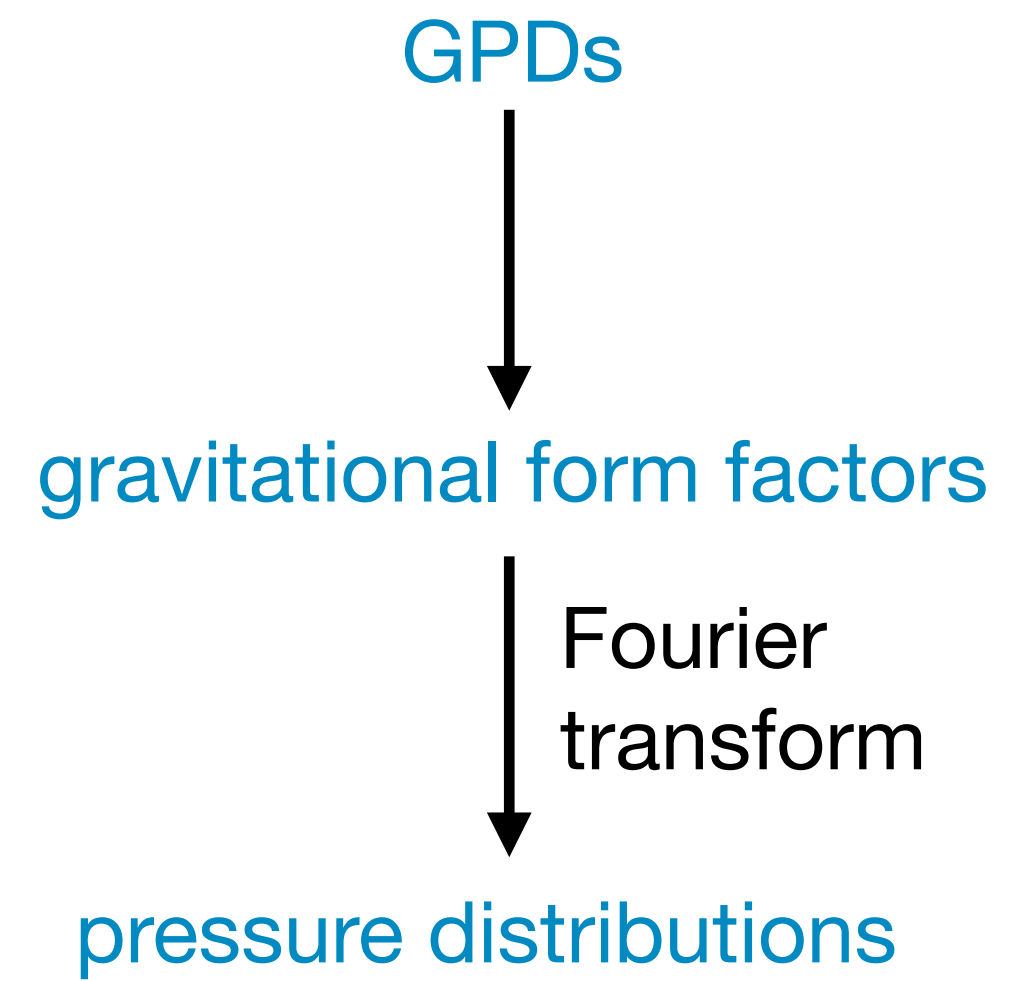 GPDs
gravitational form factors
Fourier
transform
pressure distributions